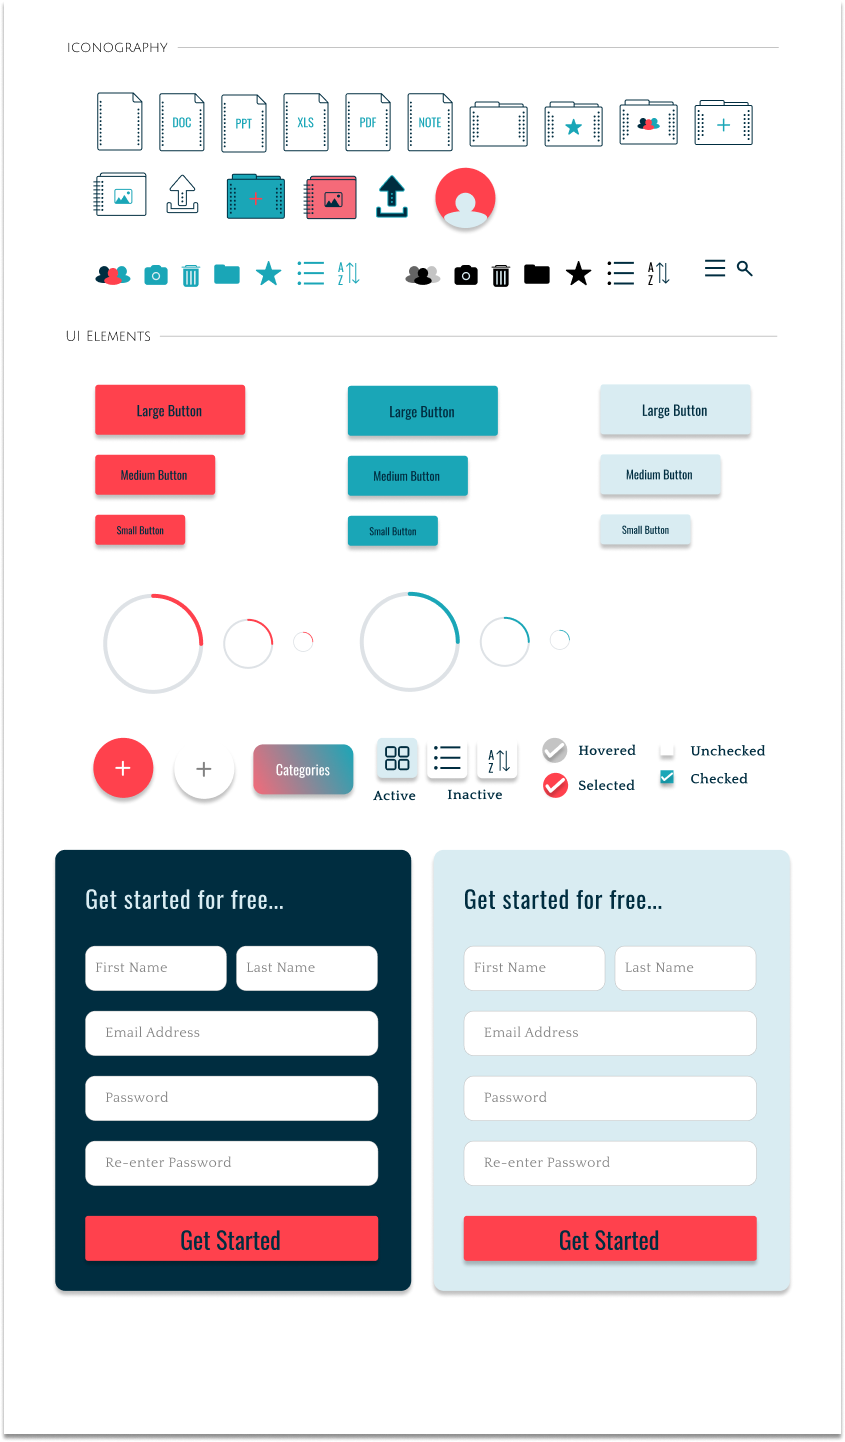 ICONOGRAPHY
DOC PPT XLS PDF NOTE
A
Z
A
Z
UI ELEMENTS
Large Button Large Button Large Button
Medium Button Medium Button Medium Button
Small Button Small Button Small Button
Categories
A
Z
Active Inactive
Hovered
Selected
Unchecked
Checked
Get started for free...
First Name Last Name
Email Address
Password
Re-enter Password
Get Started
Get started for free...
First Name Last Name
Email Address
Password
Re-enter Password
Get Started